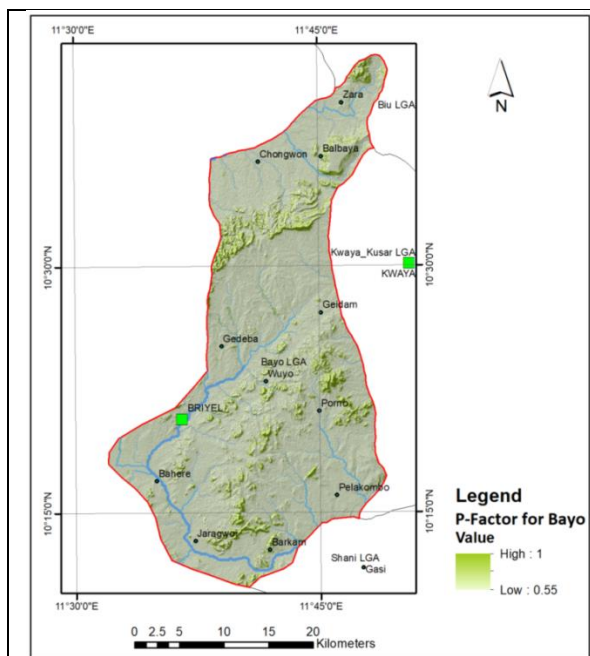 11°30'0"E
11°45'0"E
Zara
Biu LGA
N
Chongwon
Balbaya
Kwaya_Kusar LGA
10°30'0"N
10°30'0"N
KWAYA
Geidam
Gedeba
Bayo LGA
Wuyo
BRIYEL
Porno
Bahere
Pelakombo
Legend
P-Factor for Bayo
Value
High : 1
Low : 0.55
10°15'0"N
10°15'0"N
Jaragwol
Barkam
Shani LGA
Gasi
11°30'0"E
11°45'0"E
0 2.5 5 10 15 20
Kilometers